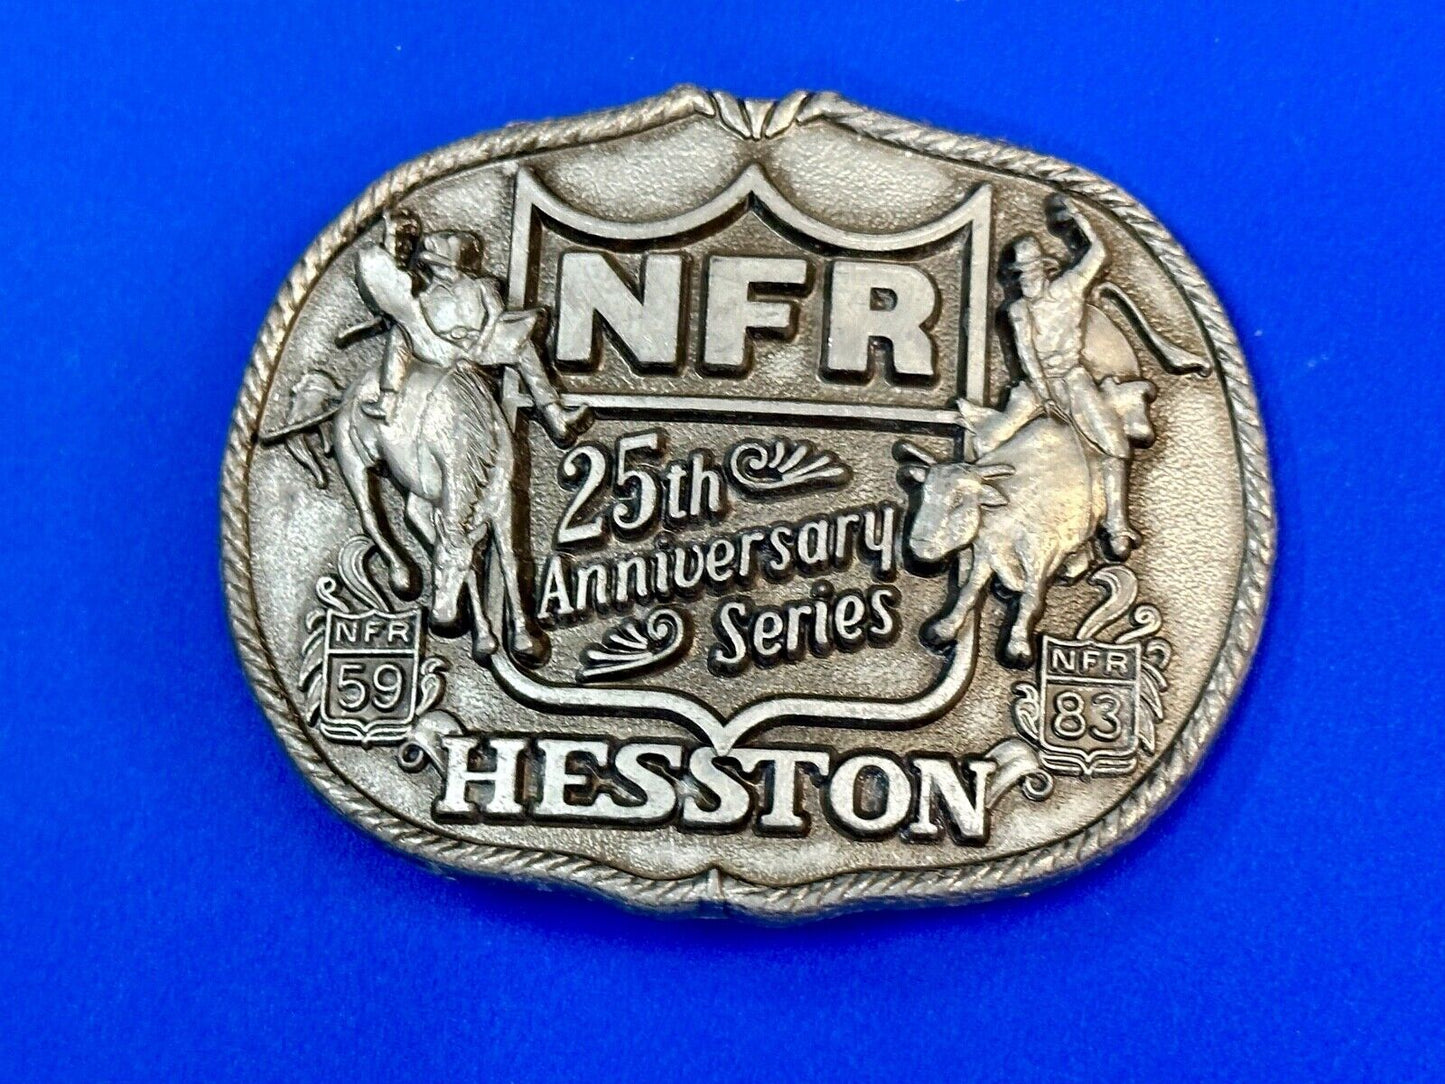 NFR
25th
Anniversary
Series
NFR
59
NFR
83
HESSTON